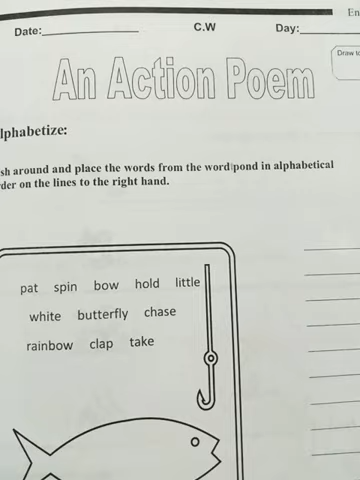 En
Date: C.W Day:
Draw to
An Action Poem
lphabetize:
sh around and place the words from the word pond in alphabetical
der on the lines to the right hand.
pat spin bow hold little
white butterfly chase
rainbow clap take